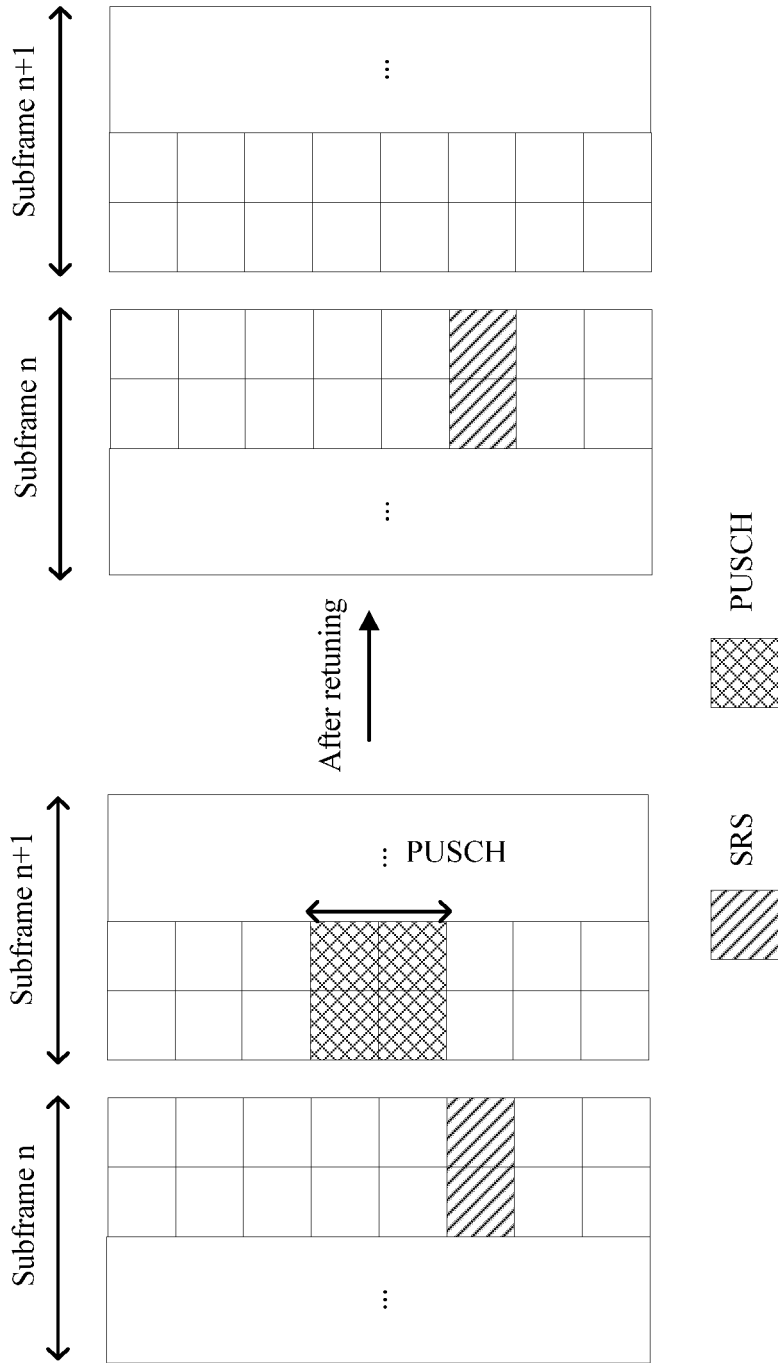 Subframe n
Subframe n+1
Subframe n
Subframe n+1
...
PUSCH
...
After retuning
...
...
SRS
PUSCH